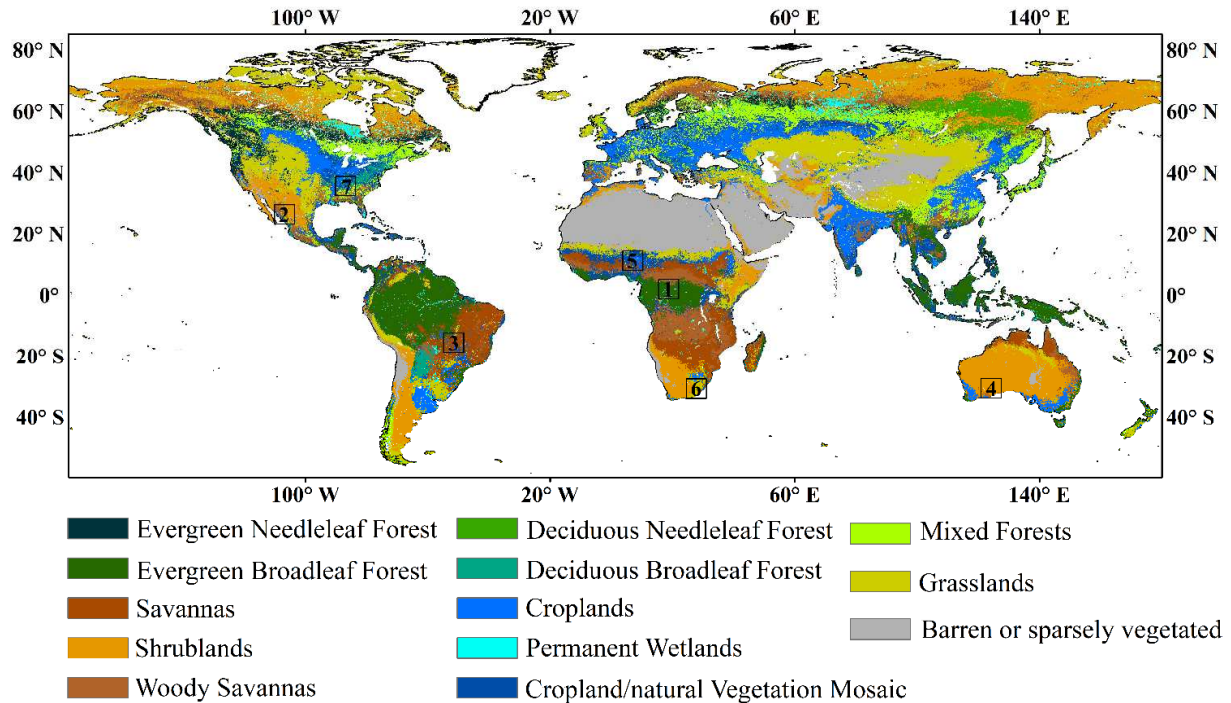 100° W 20° W 60° E 140° E
80° N 80° N
60° N 60° N
40° N 40° N
7
2
20° N 20° N
5
1
0° 0°
3
20° S 20° S
6 4
40° S 40° S
100° W 20° W 60° E 140° E
Evergreen Needleleaf Forest Deciduous Needleleaf Forest Mixed Forests
Evergreen Broadleaf Forest Deciduous Broadleaf Forest Grasslands
Savannas Croplands Barren or sparsely vegetated
Shrublands Permanent Wetlands
Woody Savannas Cropland/natural Vegetation Mosaic